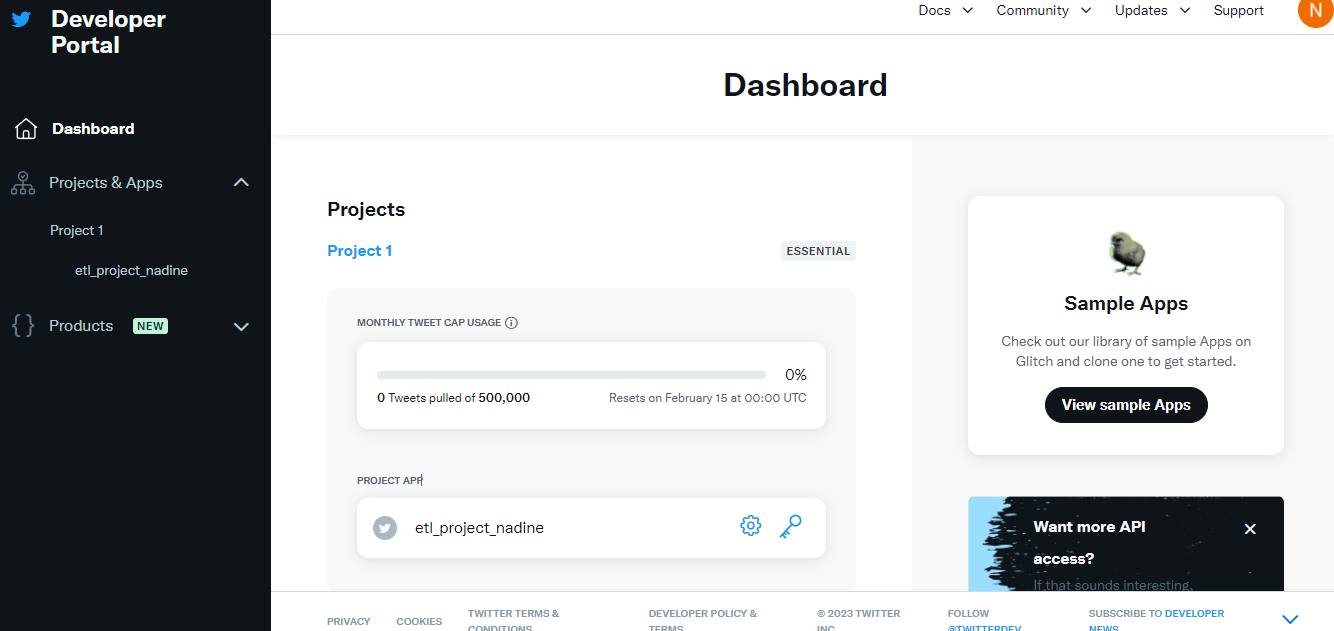 Developer
Portal
Docs
Community
Updates
Support
N
Dashboard
Dashboard
Projects & Apps
Project 1
etl_project_nadine
Products
NEW
Projects
Project 1
ESSENTIAL
MONTHLY TWEET CAP USAGE
0%
0 Tweets pulled of 500,000
Resets on February 15 at 00:00 UTC
PROJECT APP
etl_project_nadine
Sample Apps
Check out our library of sample Apps on
Glitch and clone one to get started.
View sample Apps
Want more API
access?
If that sounds interesting,
PRIVACY
COOKIES
TWITTER TERMS &
CONDITIONS
DEVELOPER POLICY &
TERMS
© 2023 TWITTER
INC.
FOLLOW
@TWITTERDEV
SUBSCRIBE TO DEVELOPER
NEWS